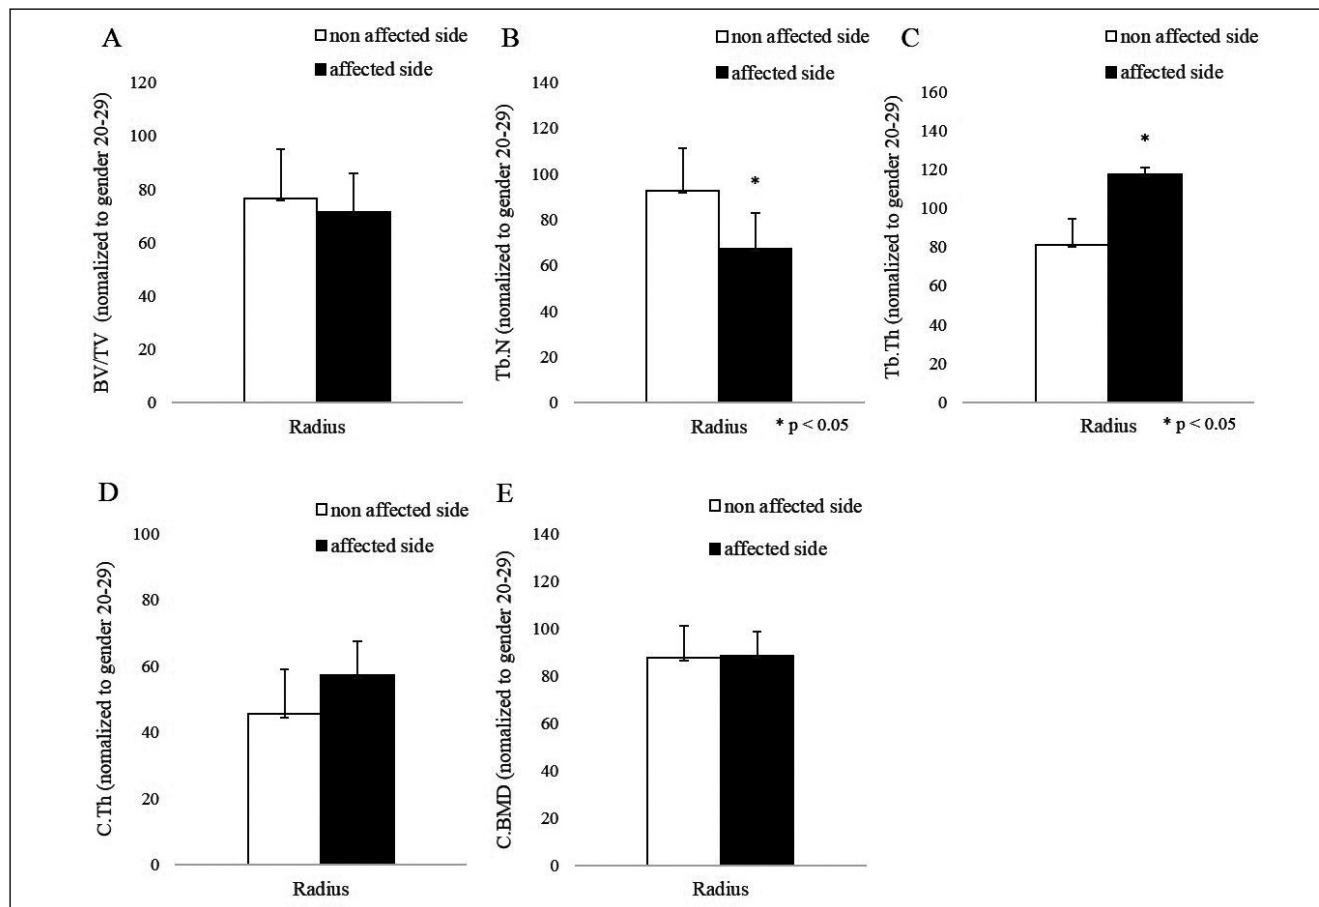 A
non affected side
affected side
BV/TV (nomalized to gender 20-29)
120
100
80
60
40
20
0
Radius
B
non affected side
affected side
Tb.N (nomalized to gender 20-29)
140
120
100
80
60
40
20
0
*
Radius
* p < 0.05
C
non affected side
affected side
Tb.Th (nomalized to gender 20-29)
160
140
120
100
80
60
40
20
0
*
Radius
* p < 0.05
D
non affected side
affected side
C.Th (nomalized to gender 20-29)
100
80
60
40
20
0
Radius
E
non affected side
affected side
C.BMD (nomalized to gender 20-29)
140
120
100
80
60
40
20
0
Radius